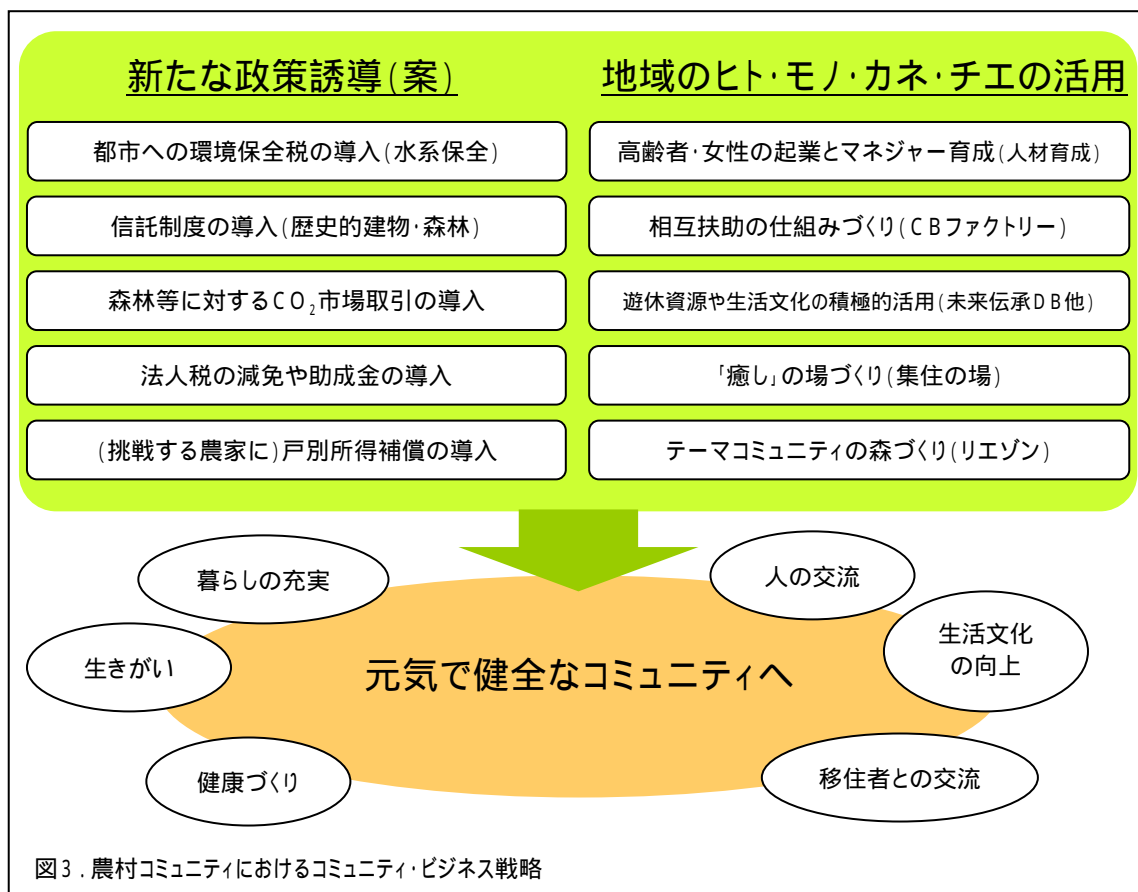 新たな政策誘導(案)
都市への環境保全税の導入(水系保全)
信託制度の導入(歴史的建物・森林)
森林等に対するCO₂市場取引の導入
法人税の減免や助成金の導入
(挑戦する農家に)戸別所得補償の導入
地域のヒト・モノ・カネ・チエの活用
高齢者・女性の起業とマネジャー育成(人材育成)
相互扶助の仕組みづくり(CBファクトリー)
遊休資源や生活文化の積極的活用(未来伝承DB他)
「癒し」の場づくり(集住の場)
テーマコミュニティの森づくり(リエゾン)
暮らしの充実
人の交流
生きがい
生活文化
の向上
元気で健全なコミュニティへ
健康づくり
移住者との交流
図3.農村コミュニティにおけるコミュニティ・ビジネス戦略